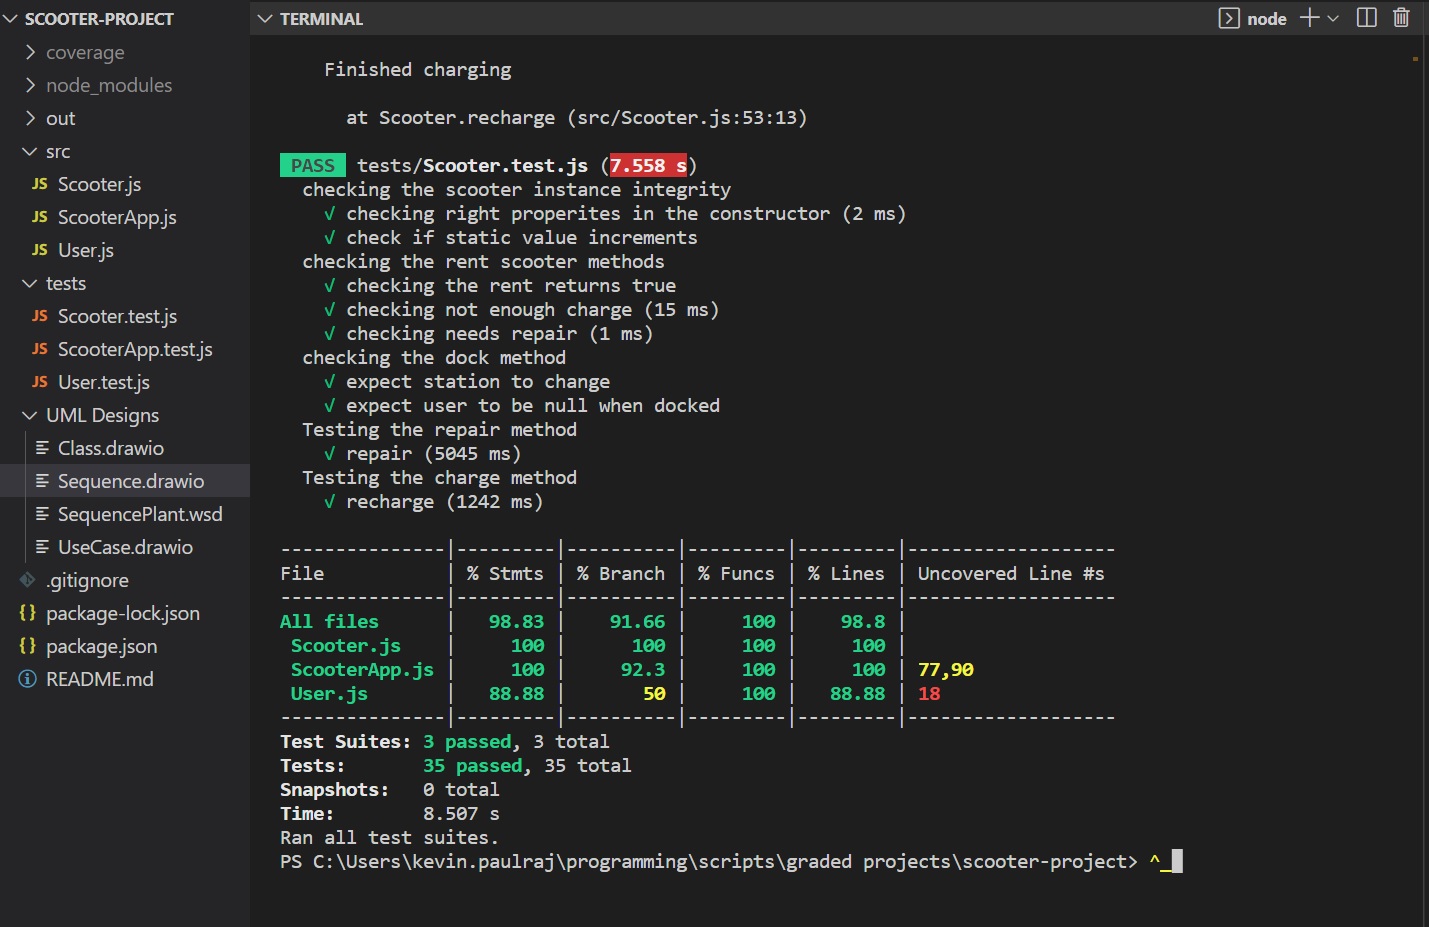 SCOOTER-PROJECT
coverage
node_modules
out
src
JS Scooter.js
JS ScooterApp.js
JS User.js
tests
JS Scooter.test.js
JS ScooterApp.test.js
JS User.test.js
UML Designs
Class.drawio
Sequence.drawio
SequencePlant.wsd
UseCase.drawio
.gitignore
{} package-lock.json
{} package.json
README.md
TERMINAL
node
Finished charging
at Scooter.recharge (src/Scooter.js:53:13)
PASS tests/Scooter.test.js (7.558 s)
checking the scooter instance integrity
√ checking right properites in the constructor (2 ms)
√ check if static value increments
checking the rent scooter methods
√ checking the rent returns true
√ checking not enough charge (15 ms)
√ checking needs repair (1 ms)
checking the dock method
√ expect station to change
√ expect user to be null when docked
Testing the repair method
√ repair (5045 ms)
Testing the charge method
√ recharge (1242 ms)
---------------|---------|----------|---------|---------|-------------------
File | % Stmts | % Branch | % Funcs | % Lines | Uncovered Line #s
---------------|---------|----------|---------|---------|-------------------
All files | 98.83 | 91.66 | 100 | 98.8 |
Scooter.js | 100 | 100 | 100 | 100 |
ScooterApp.js | 100 | 92.3 | 100 | 100 | 77,90
User.js | 88.88 | 50 | 100 | 88.88 | 18
---------------|---------|----------|---------|---------|-------------------
Test Suites: 3 passed, 3 total
Tests: 35 passed, 35 total
Snapshots: 0 total
Time: 8.507 s
Ran all test suites.
PS C:\Users\kevin.paulraj\programming\scripts\graded projects\scooter-project> ^_